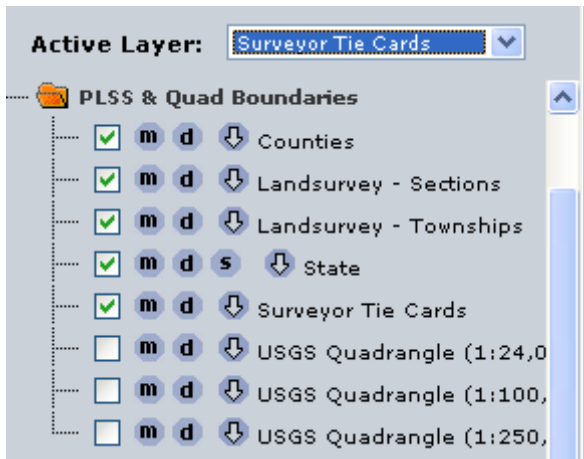 Active Layer: Surveyor Tie Cards
PLSS & Quad Boundaries
m d Counties
m d Landsurvey - Sections
m d Landsurvey - Townships
m d s State
m d Surveyor Tie Cards
m d USGS Quadrangle (1:24,0
m d USGS Quadrangle (1:100,
m d USGS Quadrangle (1:250,